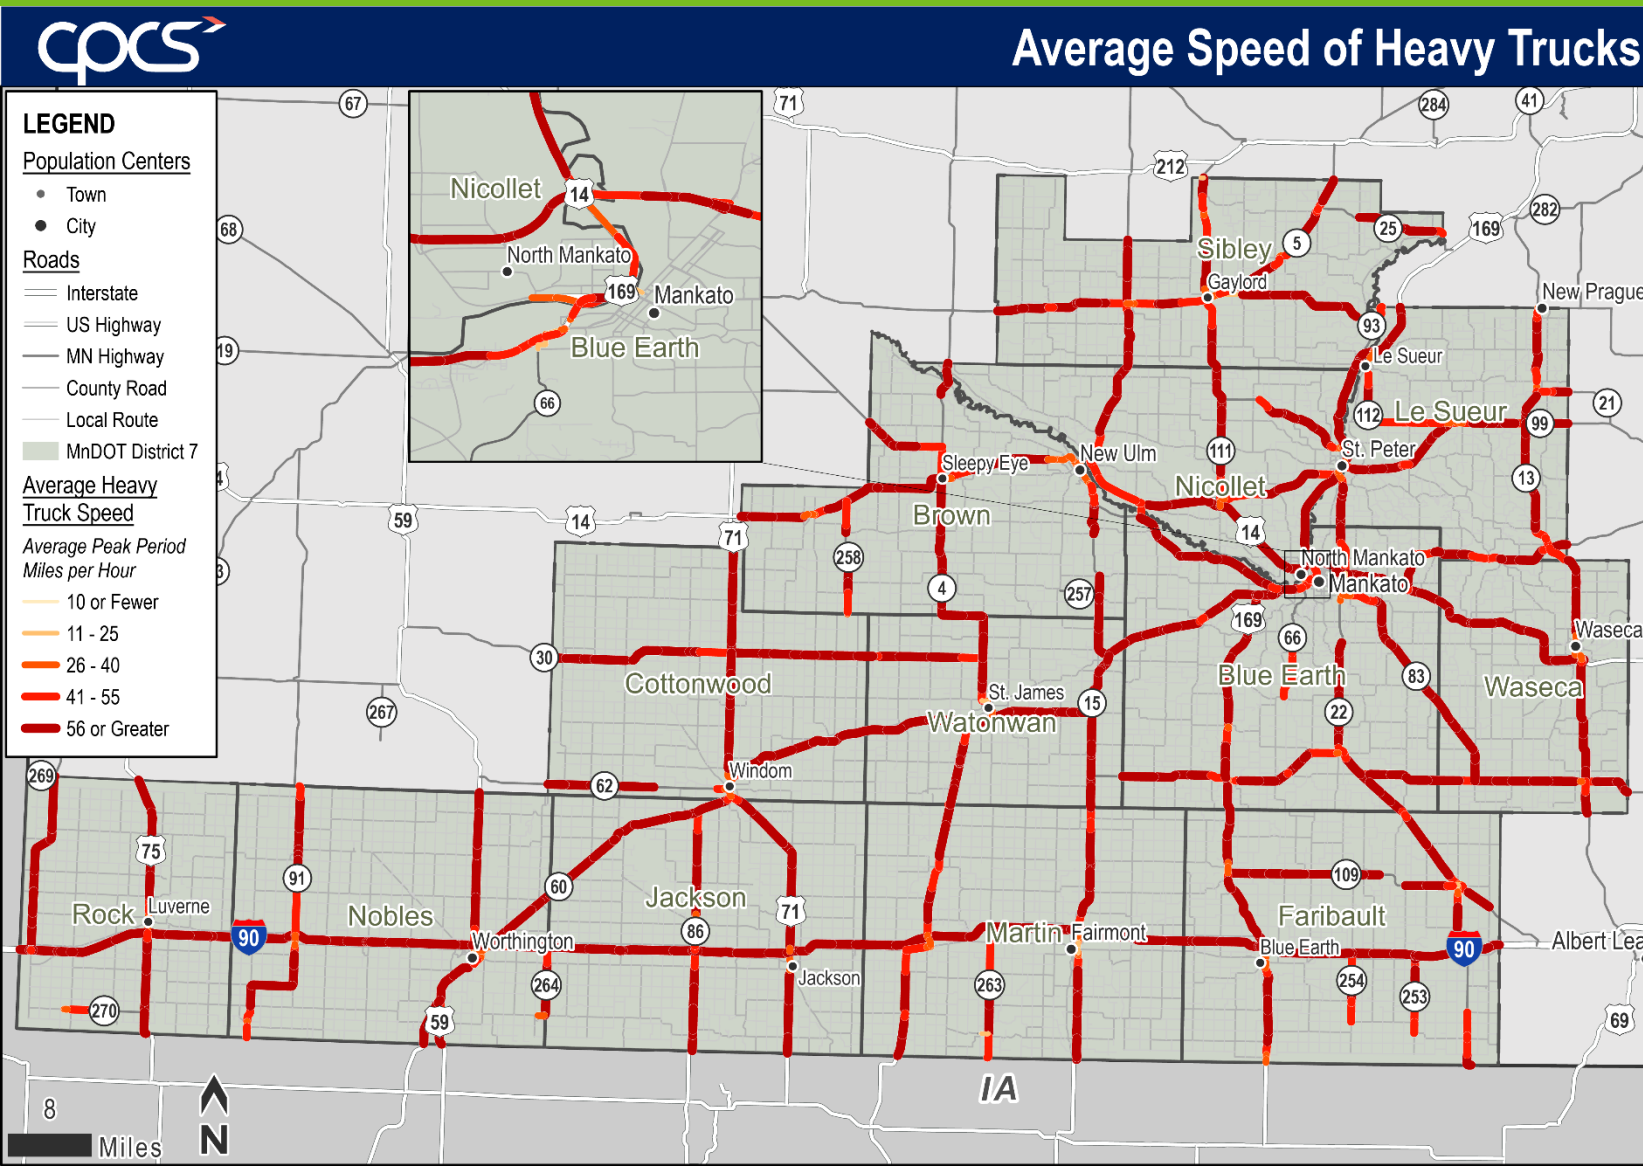 cpcs
Average Speed of Heavy Trucks
LEGEND
Population Centers
Town
City
Roads
Interstate
US Highway
MN Highway
County Road
Local Route
MnDOT District 7
Average Heavy
Truck Speed
Average Peak Period
Miles per Hour
10 or Fewer
11 - 25
26 - 40
41 - 55
56 or Greater
67
68
19
4
3
59
14
71
30
267
269
Nicollet
14
North Mankato
169
Mankato
Blue Earth
66
71
212
284
41
282
169
25
5
Sibley
Gaylord
93
New Prague
Le Sueur
112
Le Sueur
21
99
111
St. Peter
13
New Ulm
Sleepy Eye
Nicollet
Brown
14
258
4
257
North Mankato
Mankato
169
66
Waseca
Blue Earth
83
Waseca
22
Cottonwood
St. James
15
Watonwan
Windom
62
75
91
60
109
Jackson
Rock
Luverne
Nobles
71
Faribault
90
86
Martin
Fairmont
Worthington
Blue Earth
90
Albert Lea
Jackson
264
263
254
253
270
59
69
IA
8
Miles
N